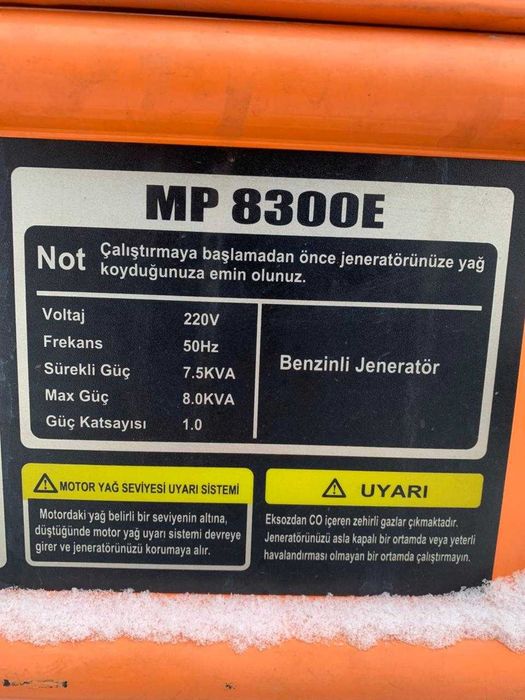 MP 8300E
Not Çalıştırmaya başlamadan önce jeneratörünüze yağ
koyduğunuza emin olunuz.
Voltaj 220V
Frekans 50Hz
Sürekli Güç 7.5KVA
Max Güç 8.0KVA
Güç Katsayısı 1.0
Benzinli Jeneratör
⚠ MOTOR YAĞ SEVİYESİ UYARI SİSTEMİ
Motordaki yağ belirli bir seviyenin altına,
düştüğünde motor yağ uyarı sistemi devreye
girer ve jeneratörünüzü korumaya alır.
⚠ UYARI
Eksozdan CO içeren zehirli gazlar çıkmaktadır.
Jeneratörünüzü asla kapalı bir ortamda veya yeterli
havalandırması olmayan bir ortamda çalıştırmayın.